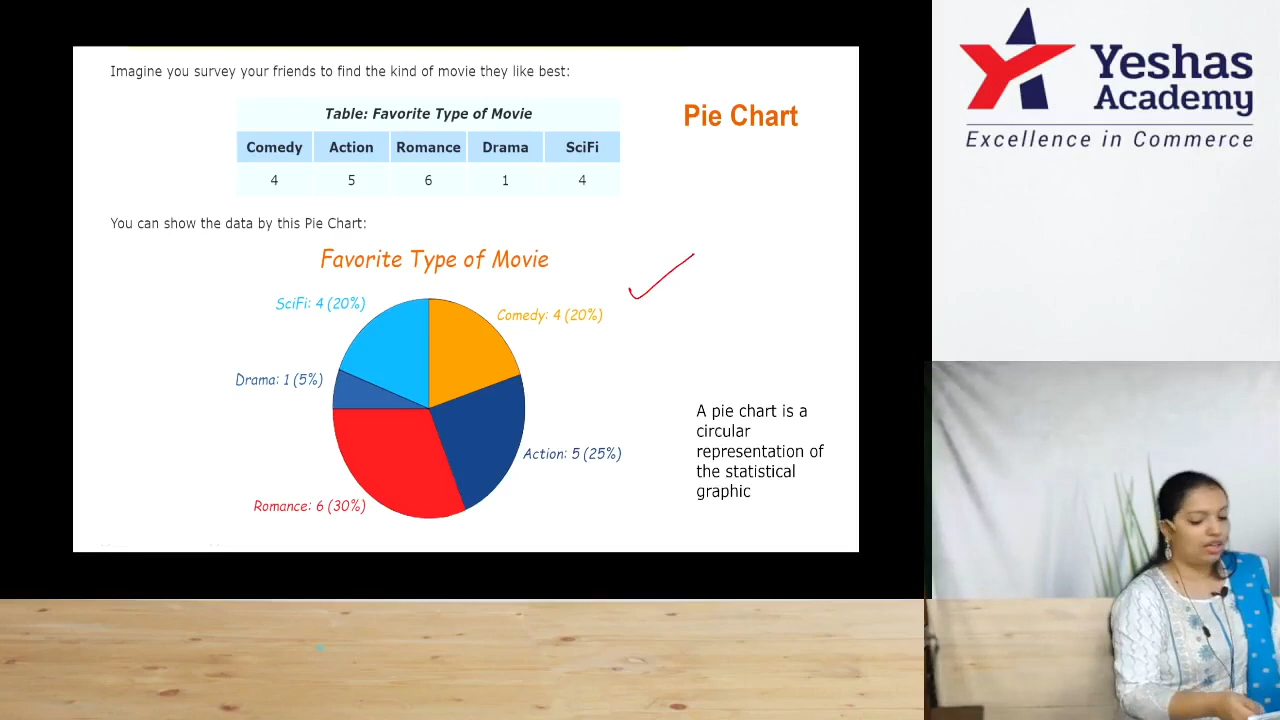 Imagine you survey your friends to find the kind of movie they like best:
Pie Chart
Table: Favorite Type of Movie
Comedy Action Romance Drama SciFi
4 5 6 1 4
You can show the data by this Pie Chart:
Favorite Type of Movie
SciFi: 4 (20%)
Comedy: 4 (20%)
Drama: 1 (5%)
Action: 5 (25%)
Romance: 6 (30%)
A pie chart is a
circular
representation of
the statistical
graphic
Yeshas
Academy
Excellence in Commerce